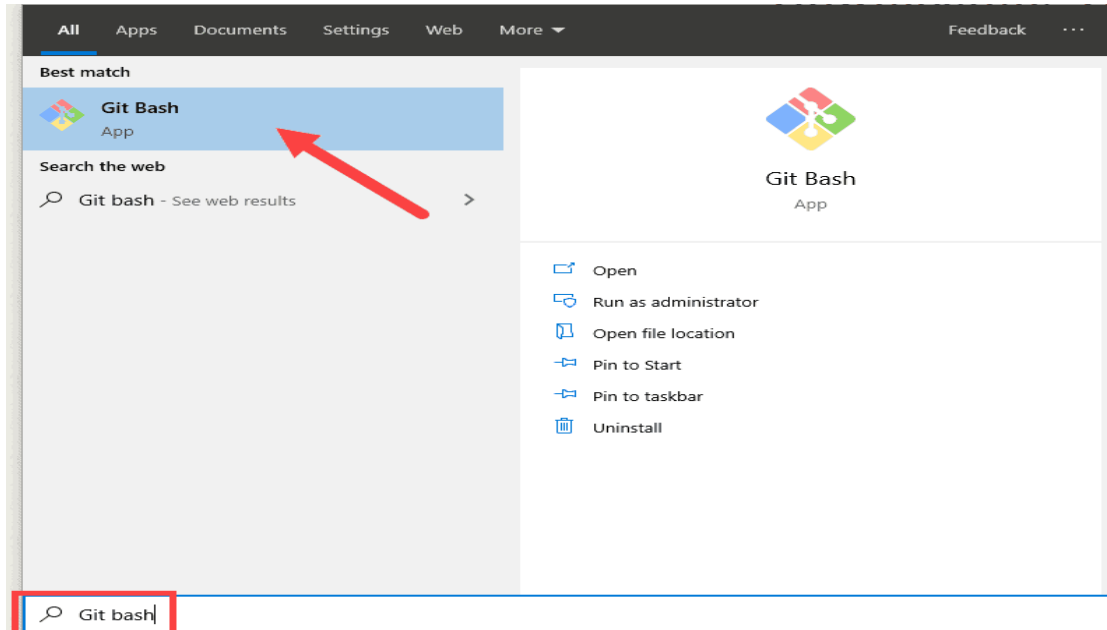 All Apps Documents Settings Web More Feedback ...
Best match
Git Bash
App
Search the web
Git bash - See web results
Git Bash
App
Open
Run as administrator
Open file location
Pin to Start
Pin to taskbar
Uninstall
Git bash